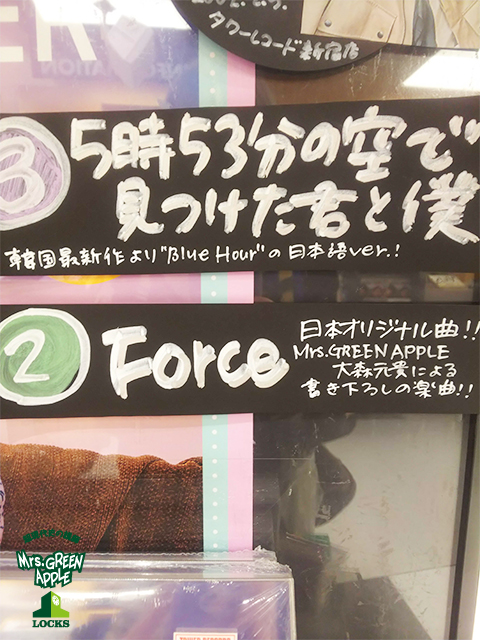 ER
タワーレコード新宿店
3
5時53分の空で
見つけた君と僕
韓国最新作より"Blue Hour"の日本語ver.!
2
Force
日本オリジナル曲!!
Mrs.GREEN APPLE
大森元貴による
書き下ろしの楽曲!!
Mrs.GREEN
APPLE
LOCKS